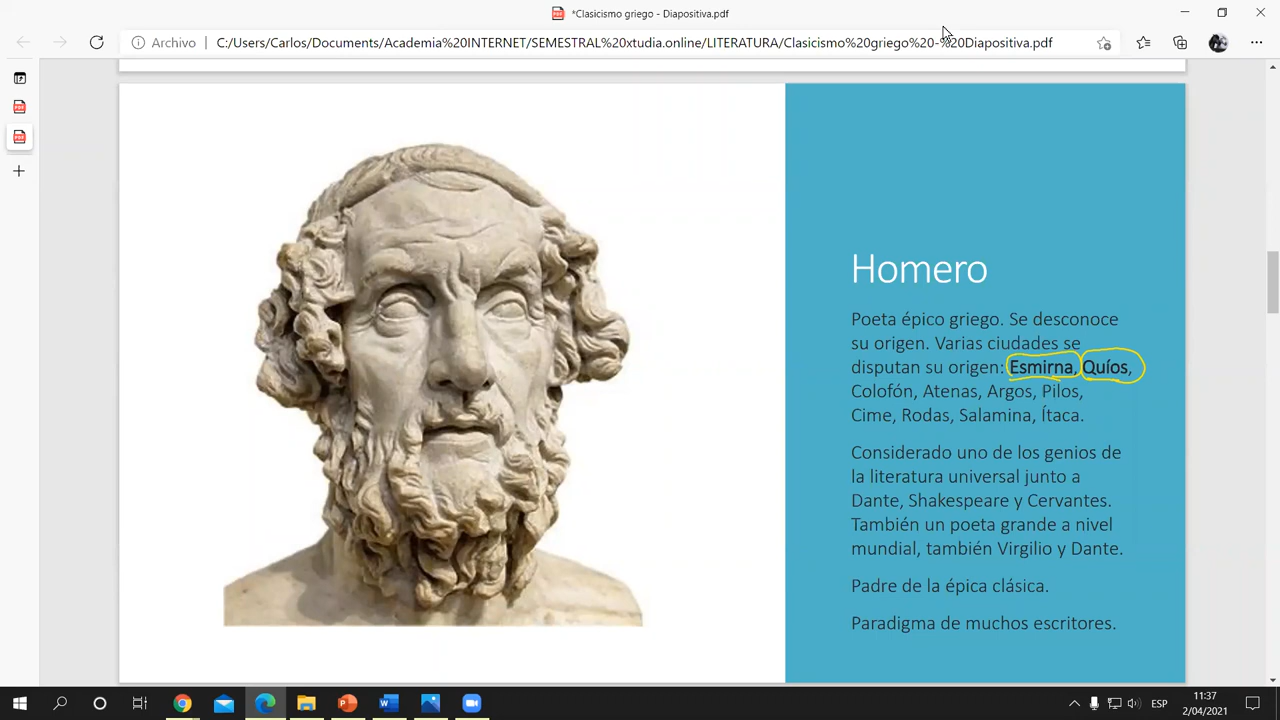 *Clasicismo griego - Diapositiva.pdf
Archivo
C:/Users/Carlos/Documents/Academia%20INTERNET/SEMESTRAL%20xtudia.online/LITERATURA/Clasicismo%20griego%20-%20Diapositiva.pdf
Homero
Poeta épico griego. Se desconoce
su origen. Varias ciudades se
disputan su origen: Esmirna, Quíos,
Colofón, Atenas, Argos, Pilos,
Cime, Rodas, Salamina, Ítaca.
Considerado uno de los genios de
la literatura universal junto a
Dante, Shakespeare y Cervantes.
También un poeta grande a nivel
mundial, también Virgilio y Dante.
Padre de la épica clásica.
Paradigma de muchos escritores.
ESP
11:37
2/04/2021